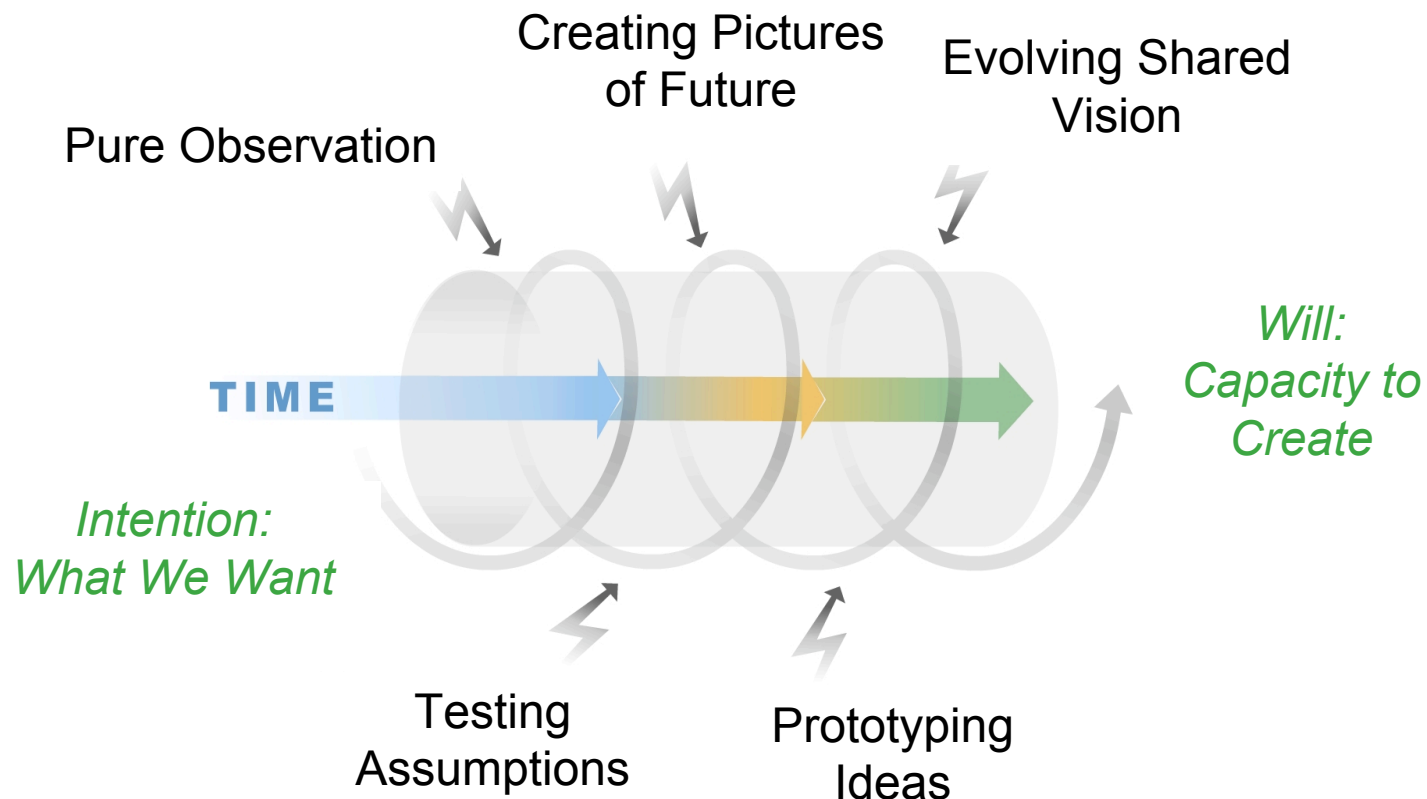 Creating Pictures
of Future
Evolving Shared
Vision
Pure Observation
TIME
Will:
Capacity to
Create
Intention:
What We Want
Testing
Assumptions
Prototyping
Ideas